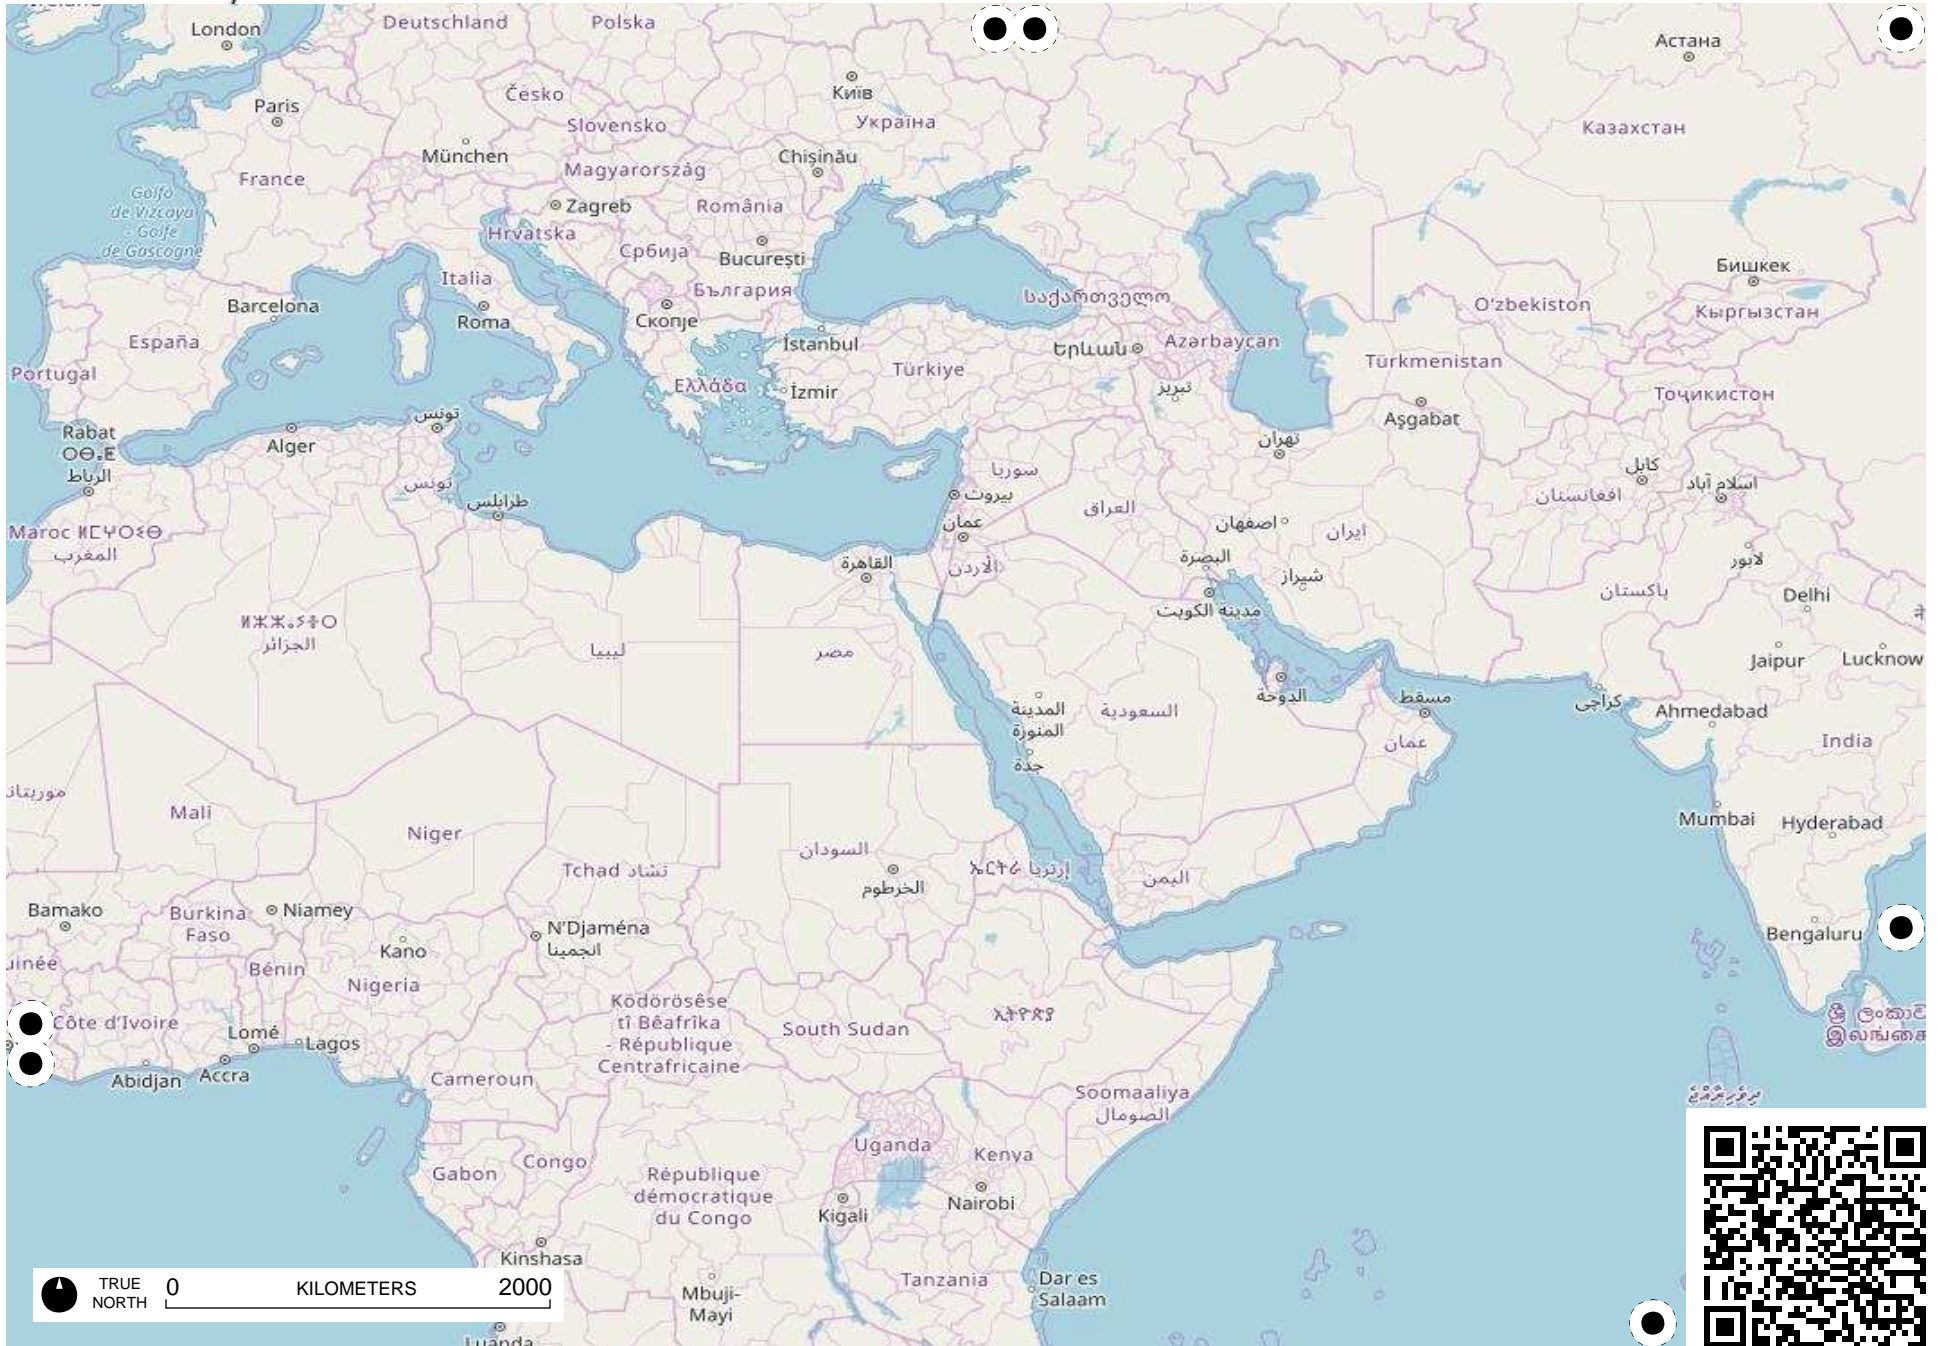 London
Deutschland
Polska
Астана
Paris
Česko
Київ
Україна
Казахстан
Slovensko
München
Magyarország
Chișinău
France
Golfo
de Vizcaya
- Golfe
de Gascogne
Zagreb
România
Hrvatska
Србија
București
Бишкек
Italia
България
Barcelona
Roma
Скопје
საქართველო
O'zbekiston
Кыргызстан
España
İstanbul
Երևան
Azərbaycan
Portugal
Ελλάδα
Türkiye
Türkmenistan
İzmir
تبریز
Тоҷикистон
Rabat
ⵔⴱⴰⵟ
الرباط
Alger
تونس
Aşgabat
تهران
تونس
سوريا
کابل
افغانستان
اسلام آباد
طرابلس
بيروت
العراق
Maroc ⵍⵎⵖⵔⵉⴱ
المغرب
عمان
اصفهان
ایران
القاهرة
الأردن
البصرة
شیراز
لاہور
مدينة الكويت
پاکستان
Delhi
ⵍⵣⵣⴰⵢⵔ
الجزائر
ليبيا
مصر
Jaipur
Lucknow
المدينة
المنورة
السعودية
الدوحة
مسقط
کراچی
Ahmedabad
عمان
India
جدة
Mali
Niger
Mumbai
Hyderabad
السودان
Tchad تشاد
الخرطوم
ኤርትራ إرتريا
اليمن
Bamako
Burkina
Faso
Niamey
Kano
N'Djaména
انجمينا
Bengaluru
Bénin
Nigeria
Ködörösêse
tî Bêafrîka
- République
Centrafricaine
South Sudan
ኢትዮጵያ
Côte d'Ivoire
Lomé
Lagos
Abidjan
Accra
Cameroun
Soomaaliya
الصومال
ދިވެހިރާއްޖެ
Uganda
Kenya
Gabon
Congo
République
démocratique
du Congo
Kigali
Nairobi
Kinshasa
Tanzania
Mbuji-
Mayi
Dar es
Salaam
TRUE
NORTH
0 KILOMETERS 2000
Luanda